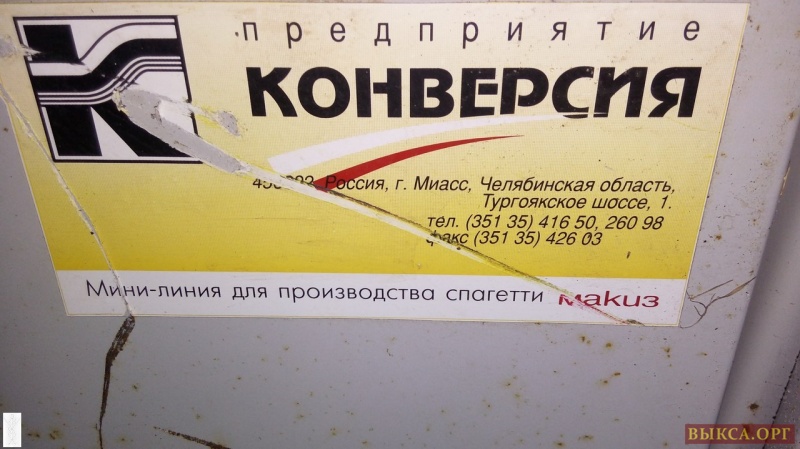 предприятие
КОНВЕРСИЯ
Россия, г. Миасс, Челябинская область,
Тургоякское шоссе, 1.
тел. (351 35) 416 50, 260 98
факс (351 35) 426 03
Мини-линия для производства спагетти макиз
ВЫКСА.ОРГ